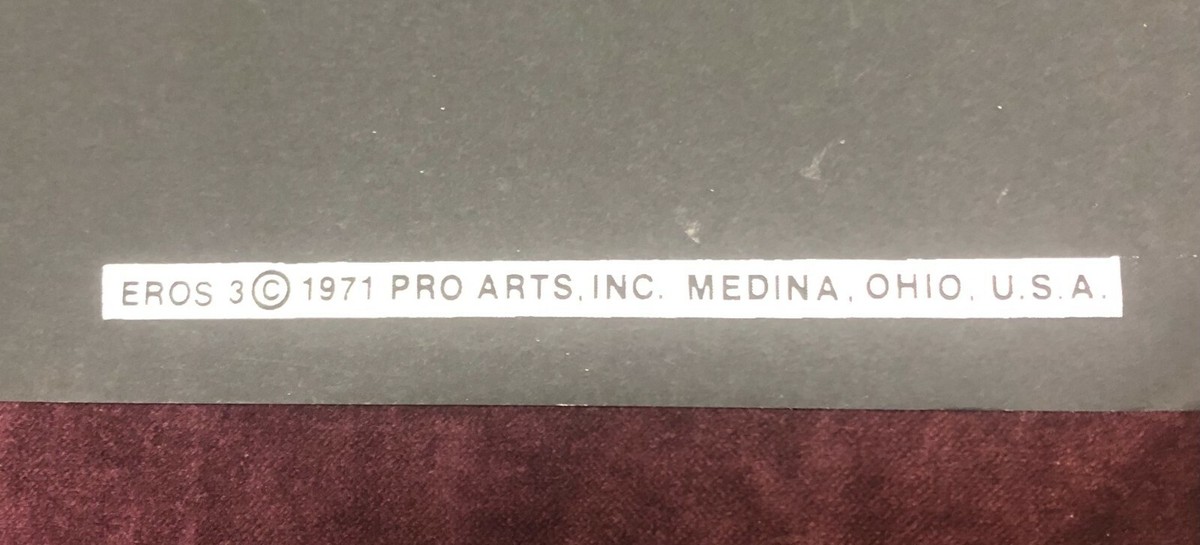 EROS 3 © 1971 PRO ARTS, INC. MEDINA, OHIO, U.S.A.